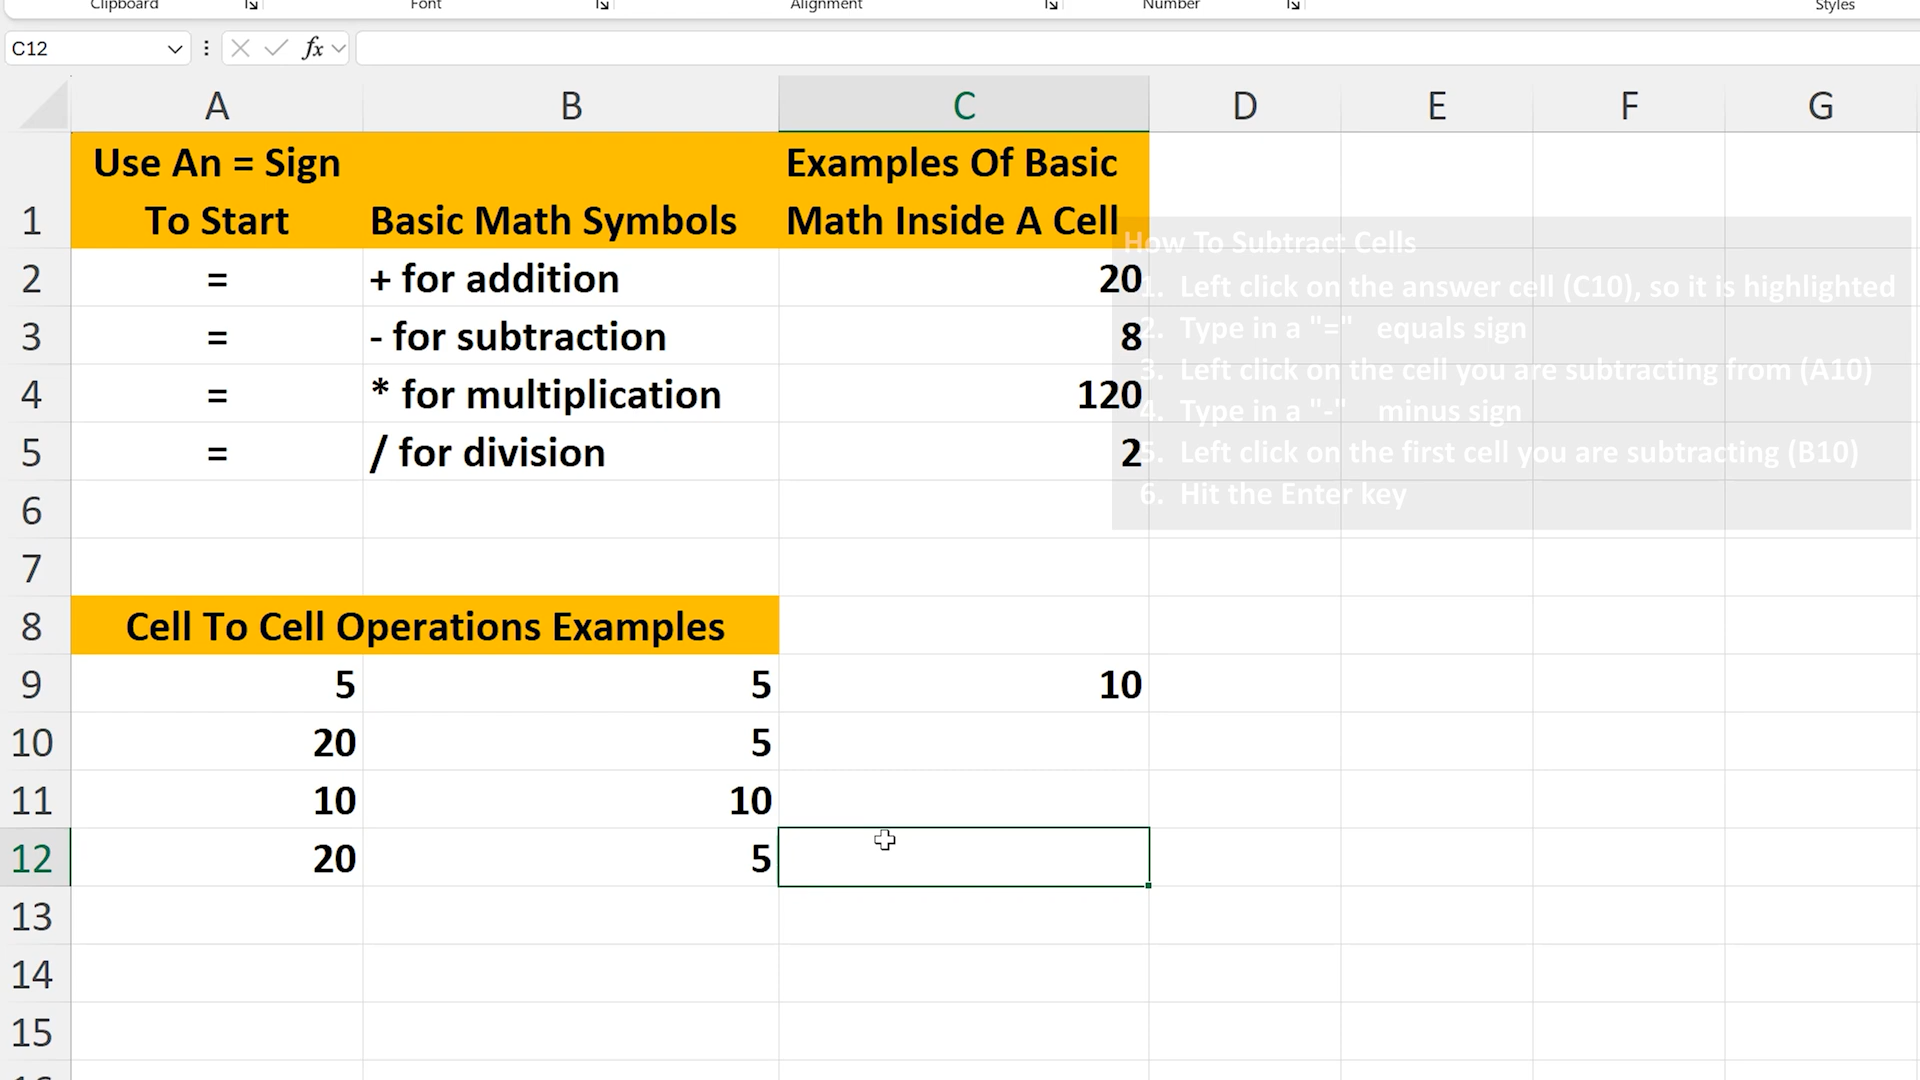 Clipboard Font Alignment Number Styles
C12 fx
A B C D E F G
Use An = Sign
To Start
Basic Math Symbols
Examples Of Basic
Math Inside A Cell
1
2 = + for addition 20
3 = - for subtraction 8
4 = * for multiplication 120
5 = / for division 2
6
7
8 Cell To Cell Operations Examples
9 5 5 10
10 20 5
11 10 10
12 20 5
13
14
15
How To Subtract Cells
1. Left click on the answer cell (C10), so it is highlighted
2. Type in a "=" equals sign
3. Left click on the cell you are subtracting from (A10)
4. Type in a "-" minus sign
5. Left click on the first cell you are subtracting (B10)
6. Hit the Enter key